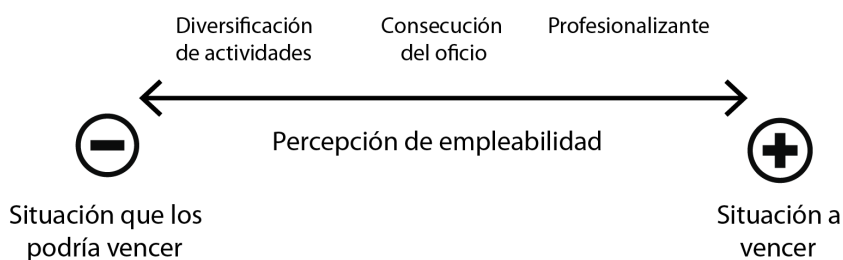 Diversificación
de actividades
Consecución
del oficio
Profesionalizante
Percepción de empleabilidad
Situación que los
podría vencer
Situación a
vencer